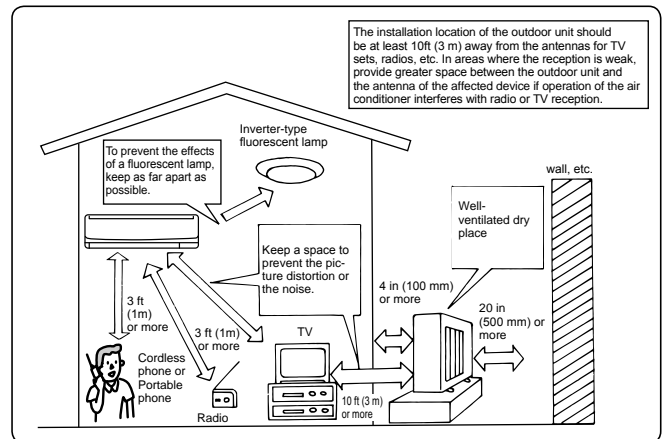 The installation location of the outdoor unit should
be at least 10ft (3 m) away from the antennas for TV
sets, radios, etc. In areas where the reception is weak,
provide greater space between the outdoor unit and
the antenna of the affected device if operation of the air
conditioner interferes with radio or TV reception.
Inverter-type
fluorescent lamp
To prevent the effects
of a fluorescent lamp,
keep as far apart as
possible.
wall, etc.
Well-
ventilated dry
place
Keep a space to
prevent the pic-
ture distortion or
the noise.
4 in (100 mm)
or more
20 in
(500 mm) or
more
3 ft
(1m)
or more
3 ft (1m)
or more
TV
Cordless
phone or
Portable
phone
Radio
10 ft (3 m)
or more